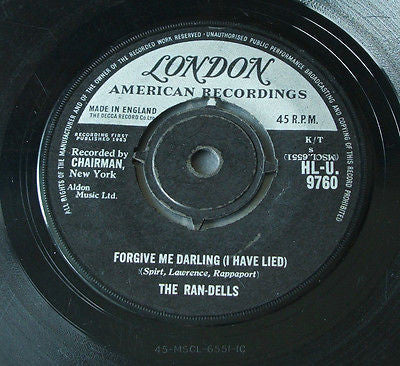 ALL RIGHTS OF THE MANUFACTURER AND OF THE OWNER OF THE RECORDED WORK RESERVED · UNAUTHORISED PUBLIC PERFORMANCE BROADCASTING AND COPYING OF THIS RECORD PROHIBITED
LONDON
AMERICAN RECORDINGS
MADE IN ENGLAND
THE DECCA RECORD Co Ltd
45 R.P.M.
RECORDING FIRST
PUBLISHED 1963
K/T
s
(MSCL.6551)
Recorded by
CHAIRMAN,
New York
HL-U.
9760
Aldon
Music Ltd.
FORGIVE ME DARLING (I HAVE LIED)
(Spirt, Lawrence, Rappaport)
THE RAN-DELLS
45-MSCL-6551-1C